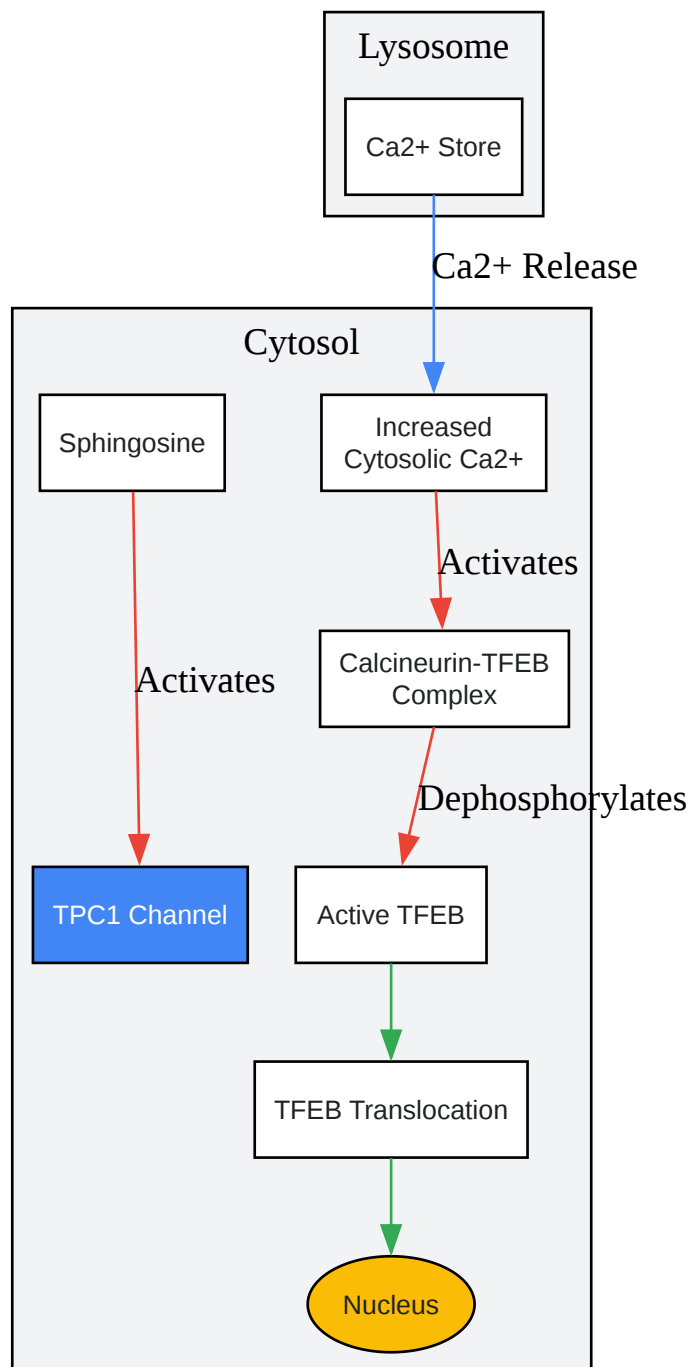 Lysosome
Ca2+ Store
Ca2+ Release
Cytosol
Sphingosine
Increased
Cytosolic Ca2+
Activates
Calcineurin-TFEB
Complex
Activates
Dephosphorylates
TPC1 Channel
Active TFEB
TFEB Translocation
Nucleus